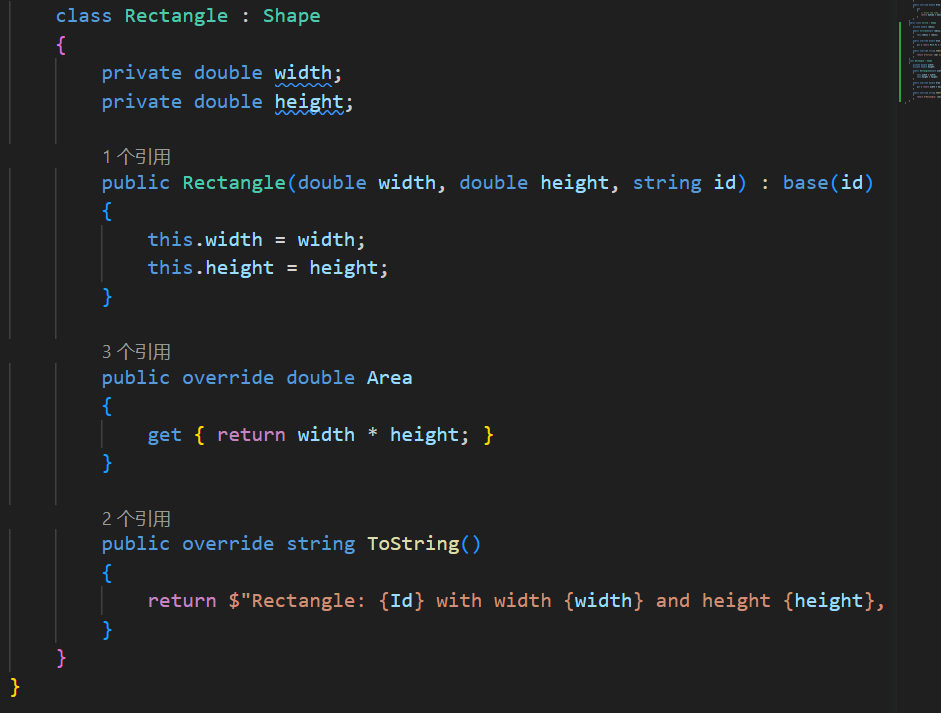 class Rectangle : Shape
{
private double width;
private double height;
1 个引用
public Rectangle(double width, double height, string id) : base(id)
{
this.width = width;
this.height = height;
}
3 个引用
public override double Area
{
get { return width * height; }
}
2 个引用
public override string ToString()
{
return $"Rectangle: {Id} with width {width} and height {height},
}
}
}